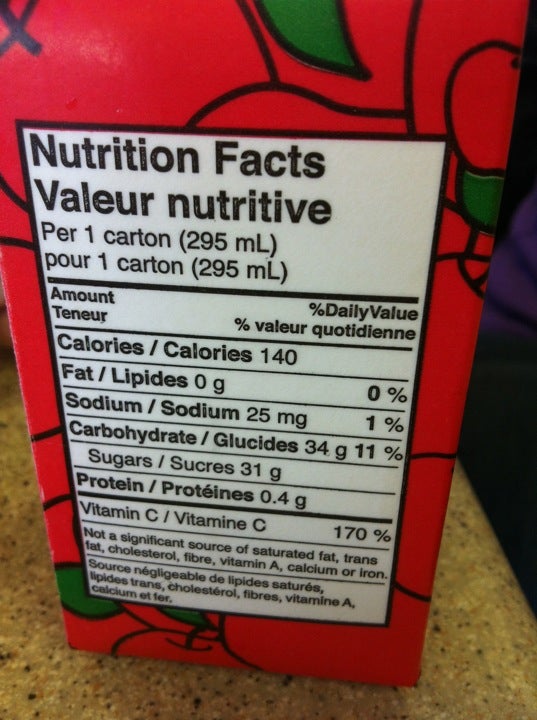 Nutrition Facts
Valeur nutritive
Per 1 carton (295 mL)
pour 1 carton (295 mL)
Amount
Teneur
%DailyValue
% valeur quotidienne
Calories / Calories 140
Fat / Lipides 0 g 0 %
Sodium / Sodium 25 mg 1 %
Carbohydrate / Glucides 34 g 11 %
Sugars / Sucres 31 g
Protein / Protéines 0.4 g
Vitamin C / Vitamine C 170 %
Not a significant source of saturated fat, trans
fat, cholesterol, fibre, vitamin A, calcium or iron.
Source négligeable de lipides saturés,
lipides trans, cholestérol, fibres, vitamine A,
calcium et fer.